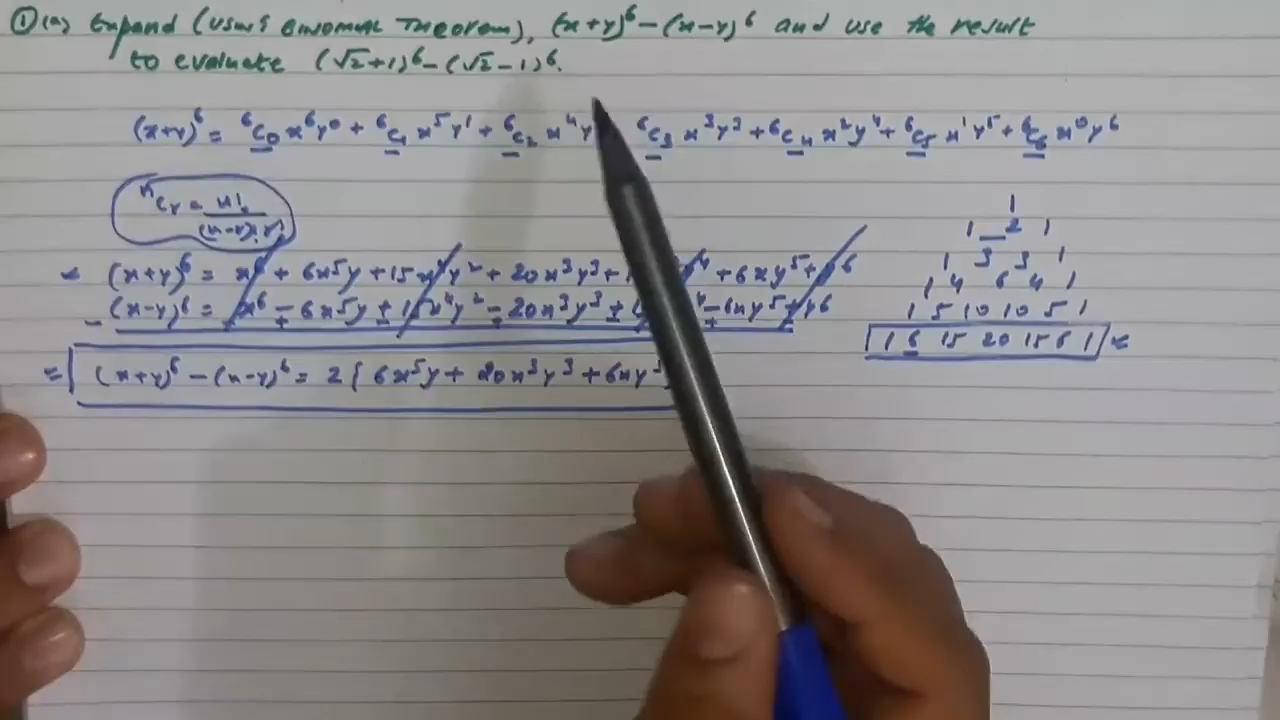 ① (a) Expand (using Binomial Theorem), (x+y)⁶ − (x−y)⁶ and use the result
to evaluate (√2+1)⁶ − (√2−1)⁶.
(x+y)⁶ = ⁶C₀ x⁶y⁰ + ⁶C₁ x⁵y¹ + ⁶C₂ x⁴y ⁶C₃ x³y³ + ⁶C₄ x²y⁴ + ⁶C₅ x¹y⁵ + ⁶C₆ x⁰y⁶
ⁿCᵣ = n! / (n−r)! r!
1
1 2 1
1 3 3 1
1 4 6 4 1
1 5 10 10 5 1
1 6 15 20 15 6 1
(x+y)⁶ = x⁶ + 6x⁵y + 15x⁴y² + 20x³y³ + 1 ⁴ + 6xy⁵ + y⁶
(x−y)⁶ = x⁶ − 6x⁵y + 15x⁴y² − 20x³y³ + ⁴ − 6xy⁵ + y⁶
= (x+y)⁶ − (x−y)⁶ = 2 { 6x⁵y + 20x³y³ + 6xy⁵